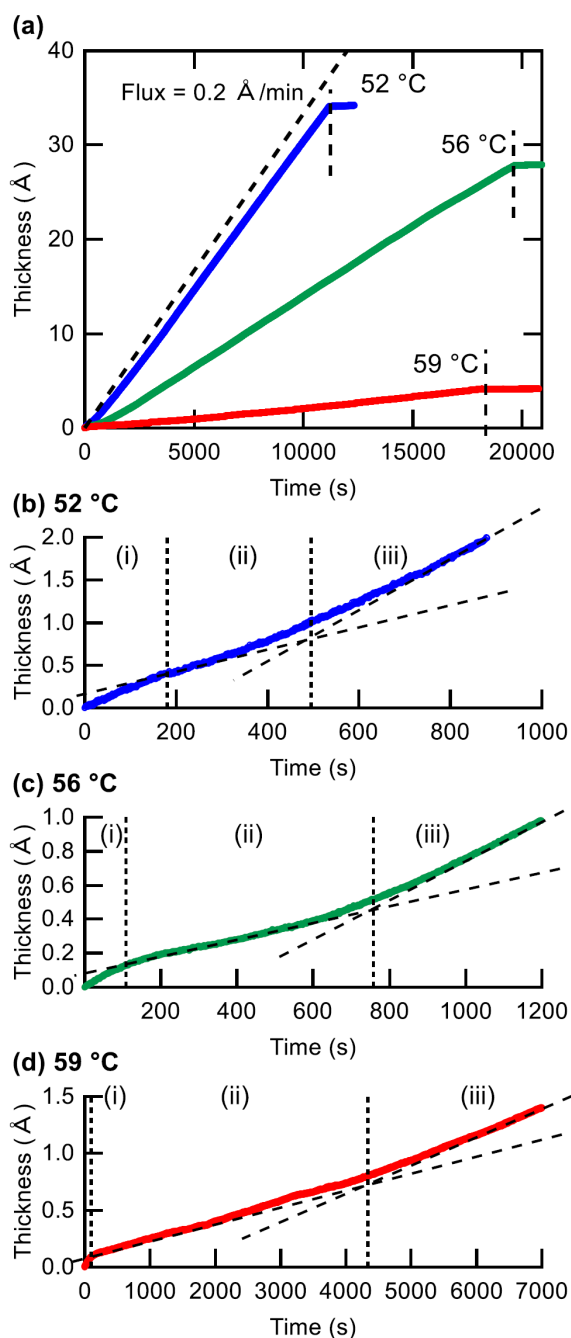 (a)
40
30
20
10
0
Thickness (Å)
Flux = 0.2 Å/min
52 °C
56 °C
59 °C
0 5000 10000 15000 20000
Time (s)
(b) 52 °C
2.0
1.5
1.0
0.5
0.0
Thickness (Å)
(i) (ii) (iii)
0 200 400 600 800 1000
Time (s)
(c) 56 °C
1.0
0.8
0.6
0.4
0.2
0.0
Thickness (Å)
(i) (ii) (iii)
200 400 600 800 1000 1200
Time (s)
(d) 59 °C
1.5
1.0
0.5
0.0
Thickness (Å)
(i) (ii) (iii)
0 1000 2000 3000 4000 5000 6000 7000
Time (s)